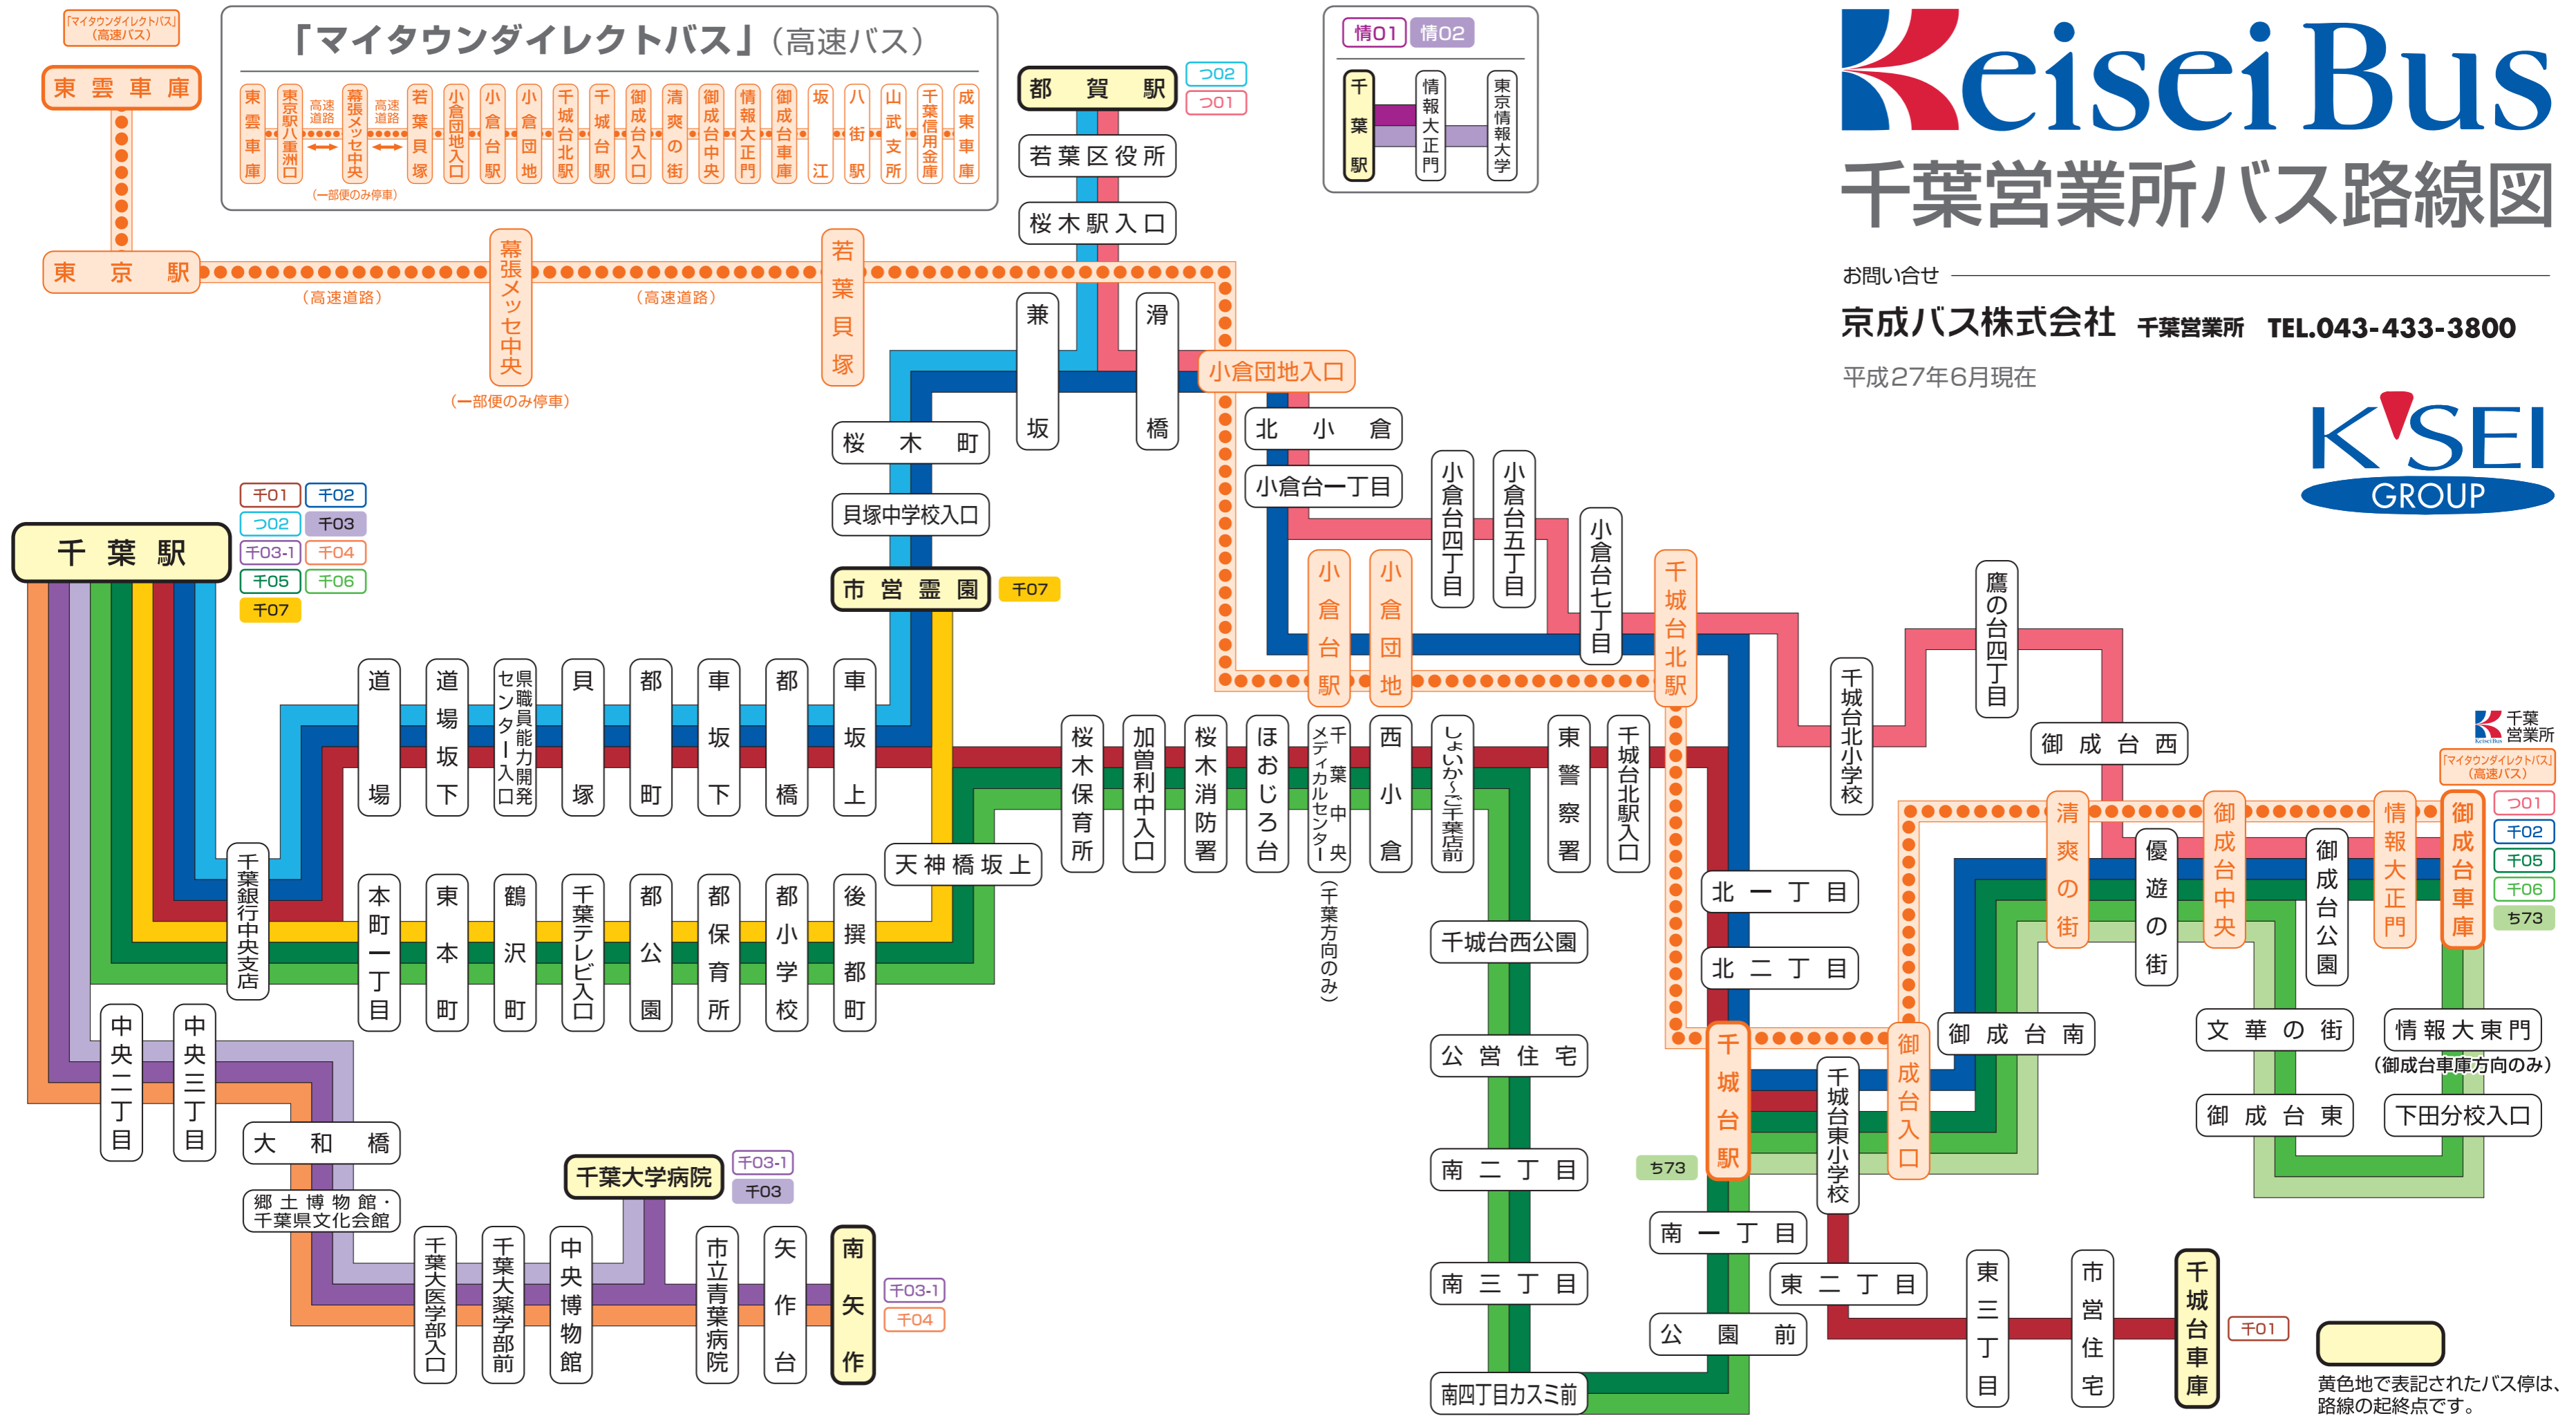 「マイタウンダイレクトバス」
(高速バス)
東雲車庫
東京駅
「マイタウンダイレクトバス」(高速バス)
東雲車庫
東京駅八重洲口
高速道路
幕張メッセ中央
(一部便のみ停車)
高速道路
若葉貝塚
小倉団地入口
小倉台駅
小倉団地
千城台北駅
千城台駅
御成台入口
清爽の街
御成台中央
情報大正門
御成台車庫
坂江
八街駅
山武支所
千葉信用金庫
成東車庫
都賀駅
つ02
つ01
若葉区役所
桜木駅入口
情01 情02
千葉駅
情報大正門
東京情報大学
Keisei Bus
千葉営業所バス路線図
お問い合せ
京成バス株式会社 千葉営業所 TEL.043-433-3800
平成27年6月現在
K'SEI
GROUP
(高速道路)
幕張メッセ中央
(一部便のみ停車)
(高速道路)
若葉貝塚
兼坂
滑橋
小倉団地入口
桜木町
貝塚中学校入口
市営霊園
千07
北小倉
小倉台一丁目
小倉台四丁目
小倉台五丁目
小倉台七丁目
小倉台駅
小倉団地
千城台北駅
千城台北小学校
鷹の台四丁目
御成台西
千葉駅
千01 千02
つ02 千03
千03-1 千04
千05 千06
千07
千葉銀行中央支店
道場
道場坂下
県職員能力開発センター入口
貝塚
都町
車坂下
都橋
車坂上
本町一丁目
東本町
鶴沢町
千葉テレビ入口
都公園
都保育所
都小学校
後撰都町
天神橋坂上
桜木保育所
加曽利中入口
桜木消防署
ほおじろ台
千葉中央メディカルセンター
(千葉方向のみ)
西小倉
しょいか〜ご千葉店前
東警察署
千城台北駅入口
千城台西公園
公営住宅
南二丁目
南三丁目
南四丁目カスミ前
北一丁目
北二丁目
千城台駅
ち73
南一丁目
公園前
千城台東小学校
御成台入口
東二丁目
東三丁目
市営住宅
千城台車庫
千01
御成台南
清爽の街
優遊の街
御成台中央
御成台公園
情報大正門
Keisei Bus
千葉
営業所
「マイタウンダイレクトバス」
(高速バス)
御成台車庫
つ01
千02
千05
千06
ち73
文華の街
御成台東
情報大東門
(御成台車庫方向のみ)
下田分校入口
中央二丁目
中央三丁目
大和橋
郷土博物館・
千葉県文化会館
千葉大医学部入口
千葉大薬学部前
中央博物館
千葉大学病院
千03-1
千03
市立青葉病院
矢作台
南矢作
千03-1
千04
黄色地で表記されたバス停は、
路線の起終点です。